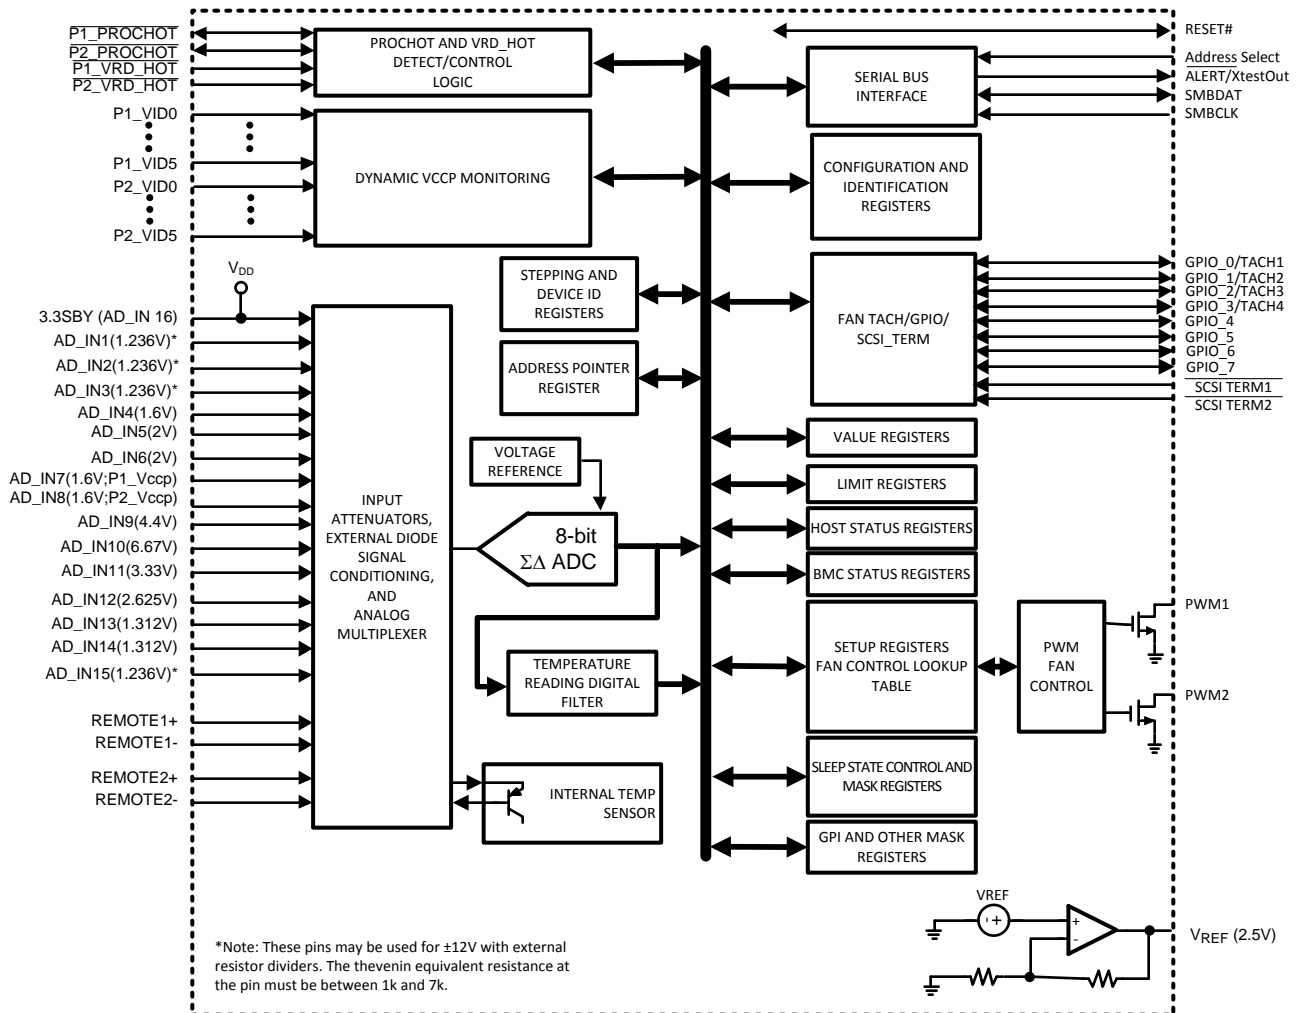 P1_PROCHOT
P2_PROCHOT
P1_VRD_HOT
P2_VRD_HOT
PROCHOT AND VRD_HOT
DETECT/CONTROL
LOGIC
P1_VID0
P1_VID5
P2_VID0
P2_VID5
DYNAMIC VCCP MONITORING
RESET#
Address Select
ALERT/XtestOut
SMBDAT
SMBCLK
SERIAL BUS
INTERFACE
CONFIGURATION AND
IDENTIFICATION
REGISTERS
STEPPING AND
DEVICE ID
REGISTERS
ADDRESS POINTER
REGISTER
FAN TACH/GPIO/
SCSI_TERM
GPIO_0/TACH1
GPIO_1/TACH2
GPIO_2/TACH3
GPIO_3/TACH4
GPIO_4
GPIO_5
GPIO_6
GPIO_7
SCSI TERM1
SCSI TERM2
VDD
3.3SBY (AD_IN 16)
AD_IN1(1.236V)*
AD_IN2(1.236V)*
AD_IN3(1.236V)*
AD_IN4(1.6V)
AD_IN5(2V)
AD_IN6(2V)
AD_IN7(1.6V;P1_Vccp)
AD_IN8(1.6V;P2_Vccp)
AD_IN9(4.4V)
AD_IN10(6.67V)
AD_IN11(3.33V)
AD_IN12(2.625V)
AD_IN13(1.312V)
AD_IN14(1.312V)
AD_IN15(1.236V)*
REMOTE1+
REMOTE1-
REMOTE2+
REMOTE2-
INPUT
ATTENUATORS,
EXTERNAL DIODE
SIGNAL
CONDITIONING,
AND
ANALOG
MULTIPLEXER
VOLTAGE
REFERENCE
8-bit
ΣΔ ADC
TEMPERATURE
READING DIGITAL
FILTER
INTERNAL TEMP
SENSOR
VALUE REGISTERS
LIMIT REGISTERS
HOST STATUS REGISTERS
BMC STATUS REGISTERS
SETUP REGISTERS
FAN CONTROL LOOKUP
TABLE
PWM
FAN
CONTROL
PWM1
PWM2
SLEEP STATE CONTROL AND
MASK REGISTERS
GPI AND OTHER MASK
REGISTERS
VREF
- +
+
-
VREF (2.5V)
*Note: These pins may be used for ±12V with external
resistor dividers. The thevenin equivalent resistance at
the pin must be between 1k and 7k.